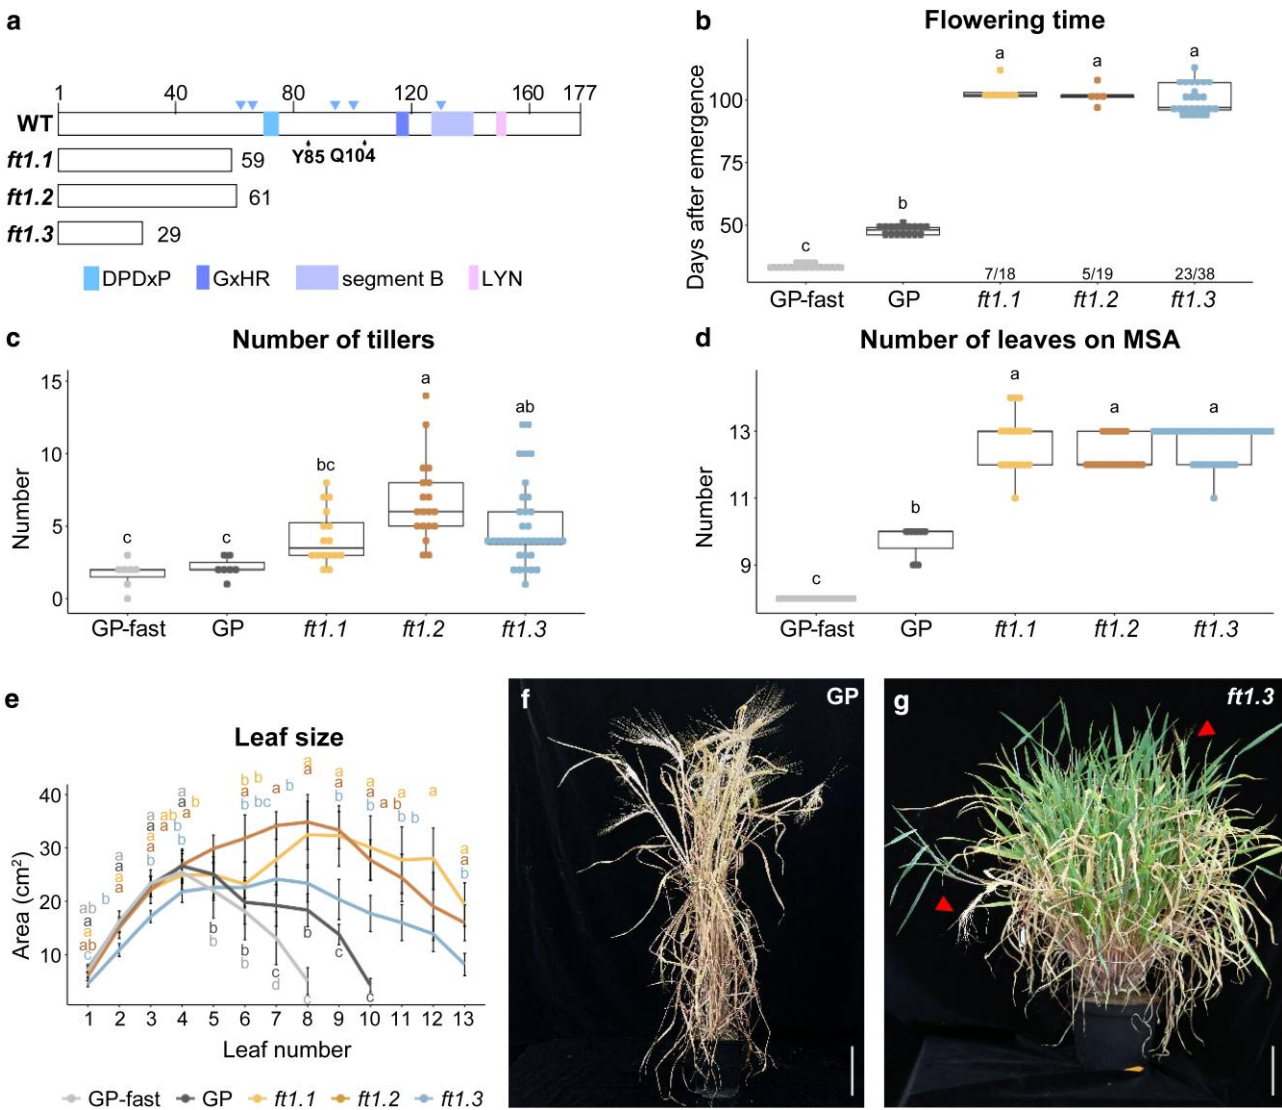 a
1 40 80 120 160 177
WT
Y85 Q104
ft1.1 59
ft1.2 61
ft1.3 29
DPDxP GxHR segment B LYN
b
Flowering time
Days after emergence
100
75
50
c b a a a
7/18 5/19 23/38
GP-fast GP ft1.1 ft1.2 ft1.3
c
Number of tillers
Number
15
10
5
0
c c bc a ab
GP-fast GP ft1.1 ft1.2 ft1.3
d
Number of leaves on MSA
Number
13
11
9
c b a a a
GP-fast GP ft1.1 ft1.2 ft1.3
e
Leaf size
Area (cm²)
40
30
20
10
1 2 3 4 5 6 7 8 9 10 11 12 13
Leaf number
GP-fast GP ft1.1 ft1.2 ft1.3
f
GP
g
ft1.3